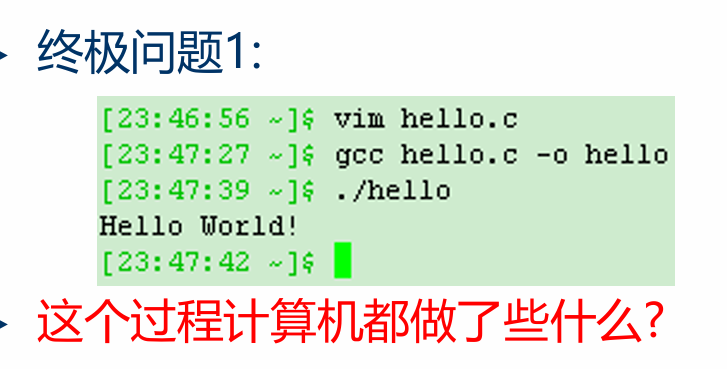 终极问题1:
[23:46:56 ~]$ vim hello.c
[23:47:27 ~]$ gcc hello.c -o hello
[23:47:39 ~]$ ./hello
Hello World!
[23:47:42 ~]$
这个过程计算机都做了些什么?